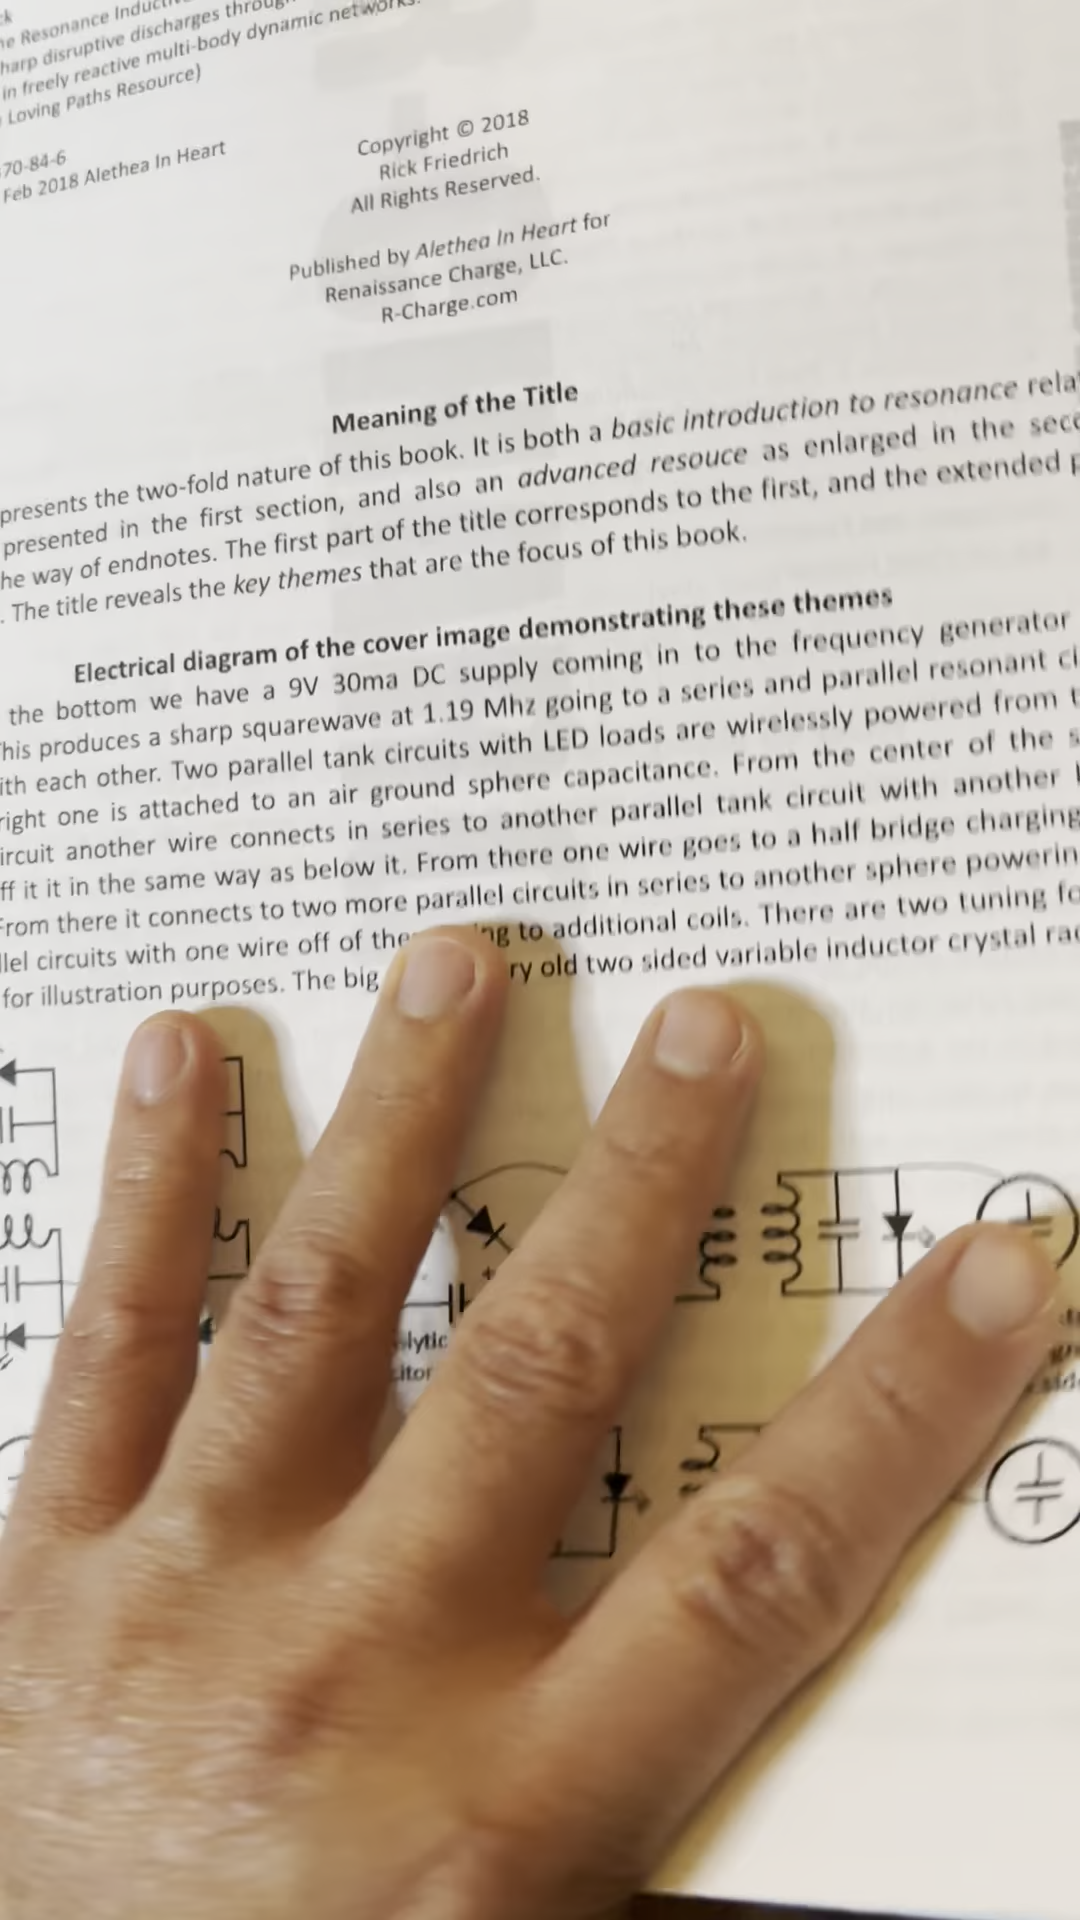 ne Resonance Inducti
harp disruptive discharges through
in freely reactive multi-body dynamic networks.
Loving Paths Resource)
70-84-6
Feb 2018 Alethea In Heart
Copyright © 2018
Rick Friedrich
All Rights Reserved.
Published by Alethea In Heart for
Renaissance Charge, LLC.
R-Charge.com
Meaning of the Title
presents the two-fold nature of this book. It is both a basic introduction to resonance rela
presented in the first section, and also an advanced resouce as enlarged in the seco
he way of endnotes. The first part of the title corresponds to the first, and the extended p
. The title reveals the key themes that are the focus of this book.
Electrical diagram of the cover image demonstrating these themes
the bottom we have a 9V 30ma DC supply coming in to the frequency generator
This produces a sharp squarewave at 1.19 Mhz going to a series and parallel resonant ci
ith each other. Two parallel tank circuits with LED loads are wirelessly powered from t
right one is attached to an air ground sphere capacitance. From the center of the s
ircuit another wire connects in series to another parallel tank circuit with another
ff it it in the same way as below it. From there one wire goes to a half bridge charging
From there it connects to two more parallel circuits in series to another sphere powerin
llel circuits with one wire off of the ng to additional coils. There are two tuning fo
for illustration purposes. The big ry old two sided variable inductor crystal rad
lytic
itor